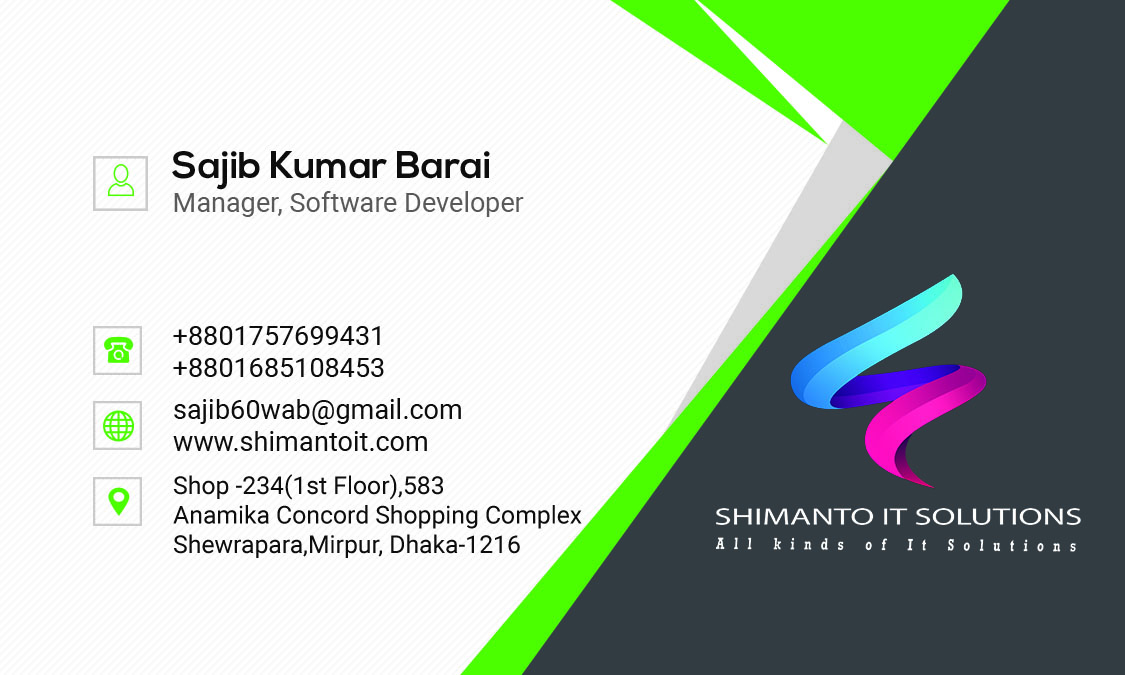 Sajib Kumar Barai
Manager, Software Developer
+8801757699431
+8801685108453
sajib60wab@gmail.com
www.shimantoit.com
Shop -234(1st Floor),583
Anamika Concord Shopping Complex
Shewrapara,Mirpur, Dhaka-1216
SHIMANTO IT SOLUTIONS
All kinds of It Solutions